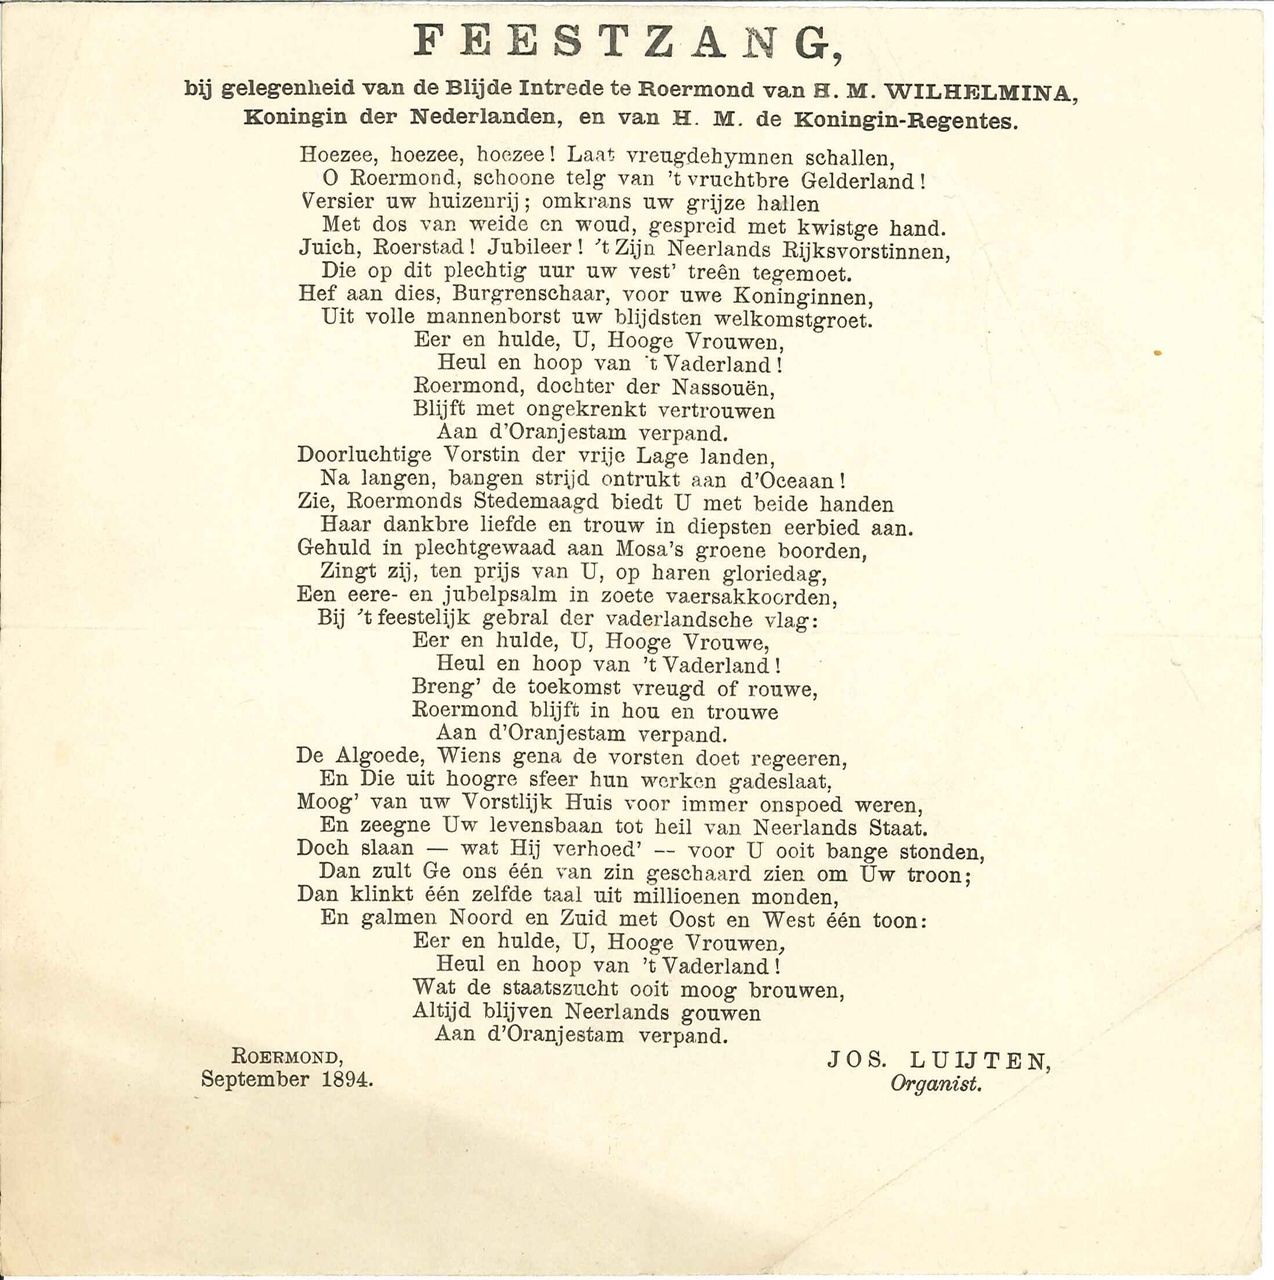 FEESTZANG,
bij gelegenheid van de Blijde Intrede te Roermond van H. M. WILHELMINA,
Koningin der Nederlanden, en van H. M. de Koningin-Regentes.
Hoezee, hoezee, hoezee! Laat vreugdehymnen schallen,
O Roermond, schoone telg van 't vruchtbre Gelderland!
Versier uw huizenrij; omkrans uw grijze hallen
Met dos van weide en woud, gespreid met kwistge hand.
Juich, Roerstad! Jubileer! 't Zijn Neerlands Rijksvorstinnen,
Die op dit plechtig uur uw vest' treên tegemoet.
Hef aan dies, Burgrenschaar, voor uwe Koninginnen,
Uit volle mannenborst uw blijdsten welkomstgroet.
Eer en hulde, U, Hooge Vrouwen,
Heul en hoop van 't Vaderland!
Roermond, dochter der Nassouën,
Blijft met ongekrenkt vertrouwen
Aan d'Oranjestam verpand.
Doorluchtige Vorstin der vrije Lage landen,
Na langen, bangen strijd ontrukt aan d'Oceaan!
Zie, Roermonds Stedemaagd biedt U met beide handen
Haar dankbre liefde en trouw in diepsten eerbied aan.
Gehuld in plechtgewaad aan Mosa's groene boorden,
Zingt zij, ten prijs van U, op haren gloriedag,
Een eere- en jubelpsalm in zoete vaersakkoorden,
Bij 't feestelijk gebral der vaderlandsche vlag:
Eer en hulde, U, Hooge Vrouwe,
Heul en hoop van 't Vaderland!
Breng' de toekomst vreugd of rouwe,
Roermond blijft in hou en trouwe
Aan d'Oranjestam verpand.
De Algoede, Wiens gena de vorsten doet regeeren,
En Die uit hoogre sfeer hun werken gadeslaat,
Moog' van uw Vorstlijk Huis voor immer onspoed weren,
En zeegne Uw levensbaan tot heil van Neerlands Staat.
Doch slaan — wat Hij verhoed' — voor U ooit bange stonden,
Dan zult Ge ons één van zin geschaard zien om Uw troon;
Dan klinkt één zelfde taal uit millioenen monden,
En galmen Noord en Zuid met Oost en West één toon:
Eer en hulde, U, Hooge Vrouwen,
Heul en hoop van 't Vaderland!
Wat de staatszucht ooit moog brouwen,
Altijd blijven Neerlands gouwen
Aan d'Oranjestam verpand.
ROERMOND,
September 1894.
JOS. LUIJTEN,
Organist.